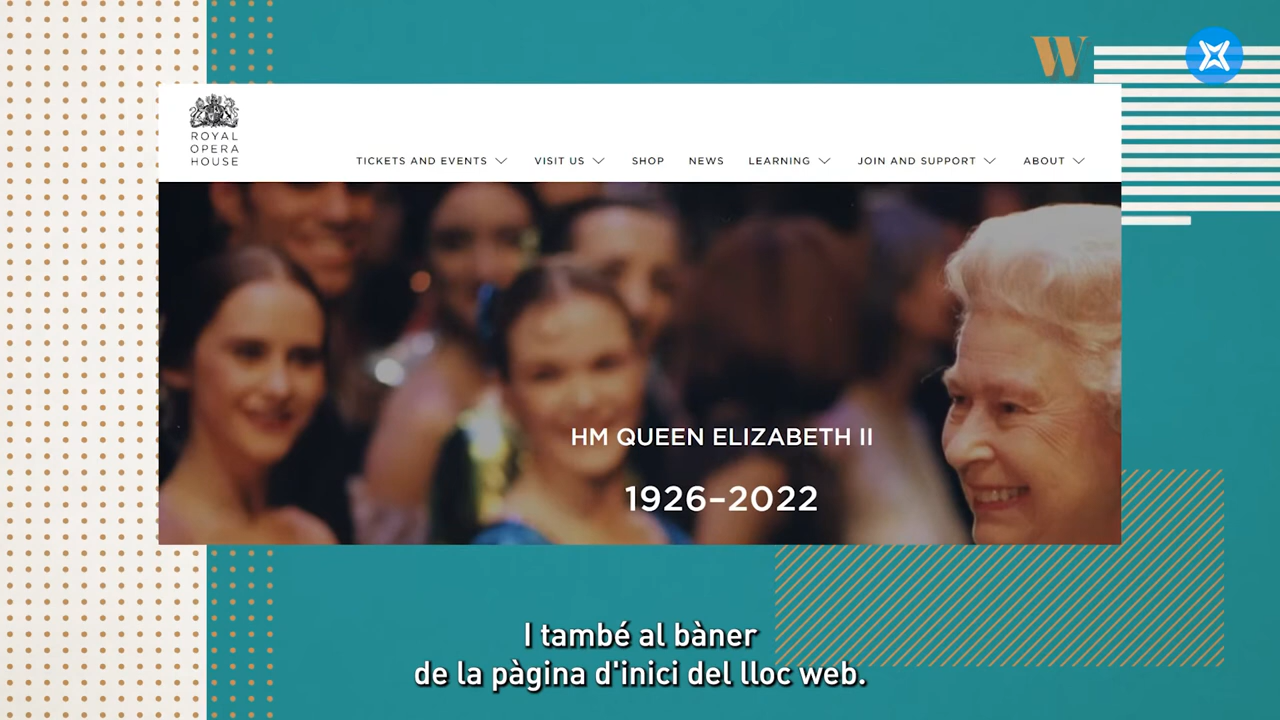 W
ROYAL
OPERA
HOUSE
TICKETS AND EVENTS
VISIT US
SHOP
NEWS
LEARNING
JOIN AND SUPPORT
ABOUT
HM QUEEN ELIZABETH II
1926–2022
I també al bàner
de la pàgina d'inici del lloc web.